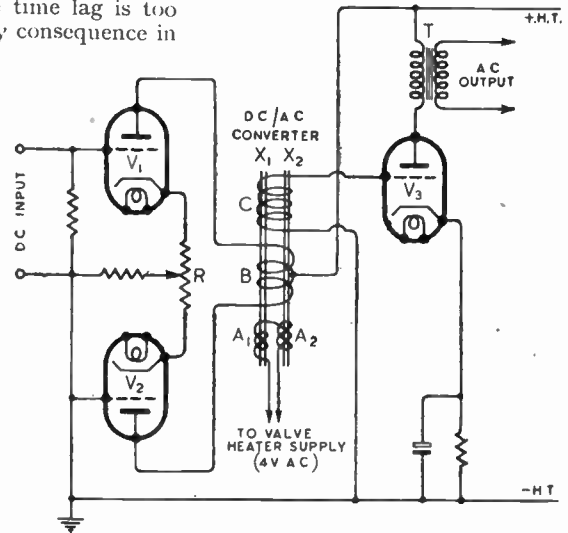 time lag is too
consequence in
+.H.T.
T
AC
OUTPUT
DC/AC
CONVERTER
X1 X2
V1
V3
C
DC INPUT
B
R
A1 A2
V2
TO VALVE
HEATER SUPPLY
(4V AC)
-HT